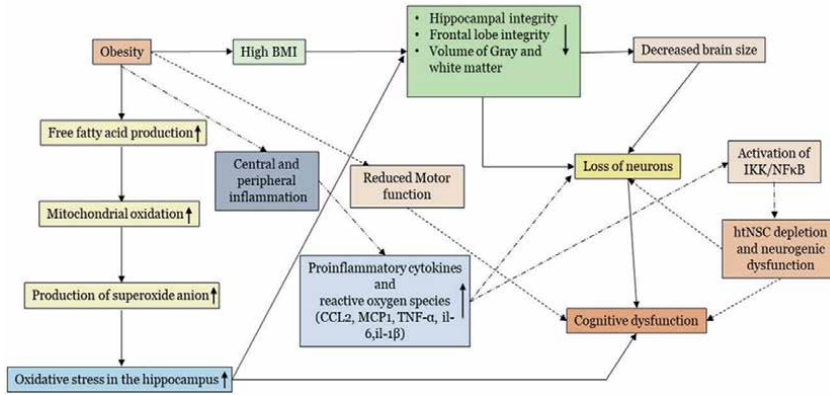 Obesity
High BMI
• Hippocampal integrity
• Frontal lobe integrity
• Volume of Gray and
white matter
Decreased brain size
Free fatty acid production
Central and
peripheral
inflammation
Reduced Motor
function
Loss of neurons
Activation of
IKK/NFκB
Mitochondrial oxidation
htNSC depletion
and neurogenic
dysfunction
Proinflammatory cytokines
and
reactive oxygen species
(CCL2, MCP1, TNF-α, il-
6,il-1β)
Production of superoxide anion
Cognitive dysfunction
Oxidative stress in the hippocampus